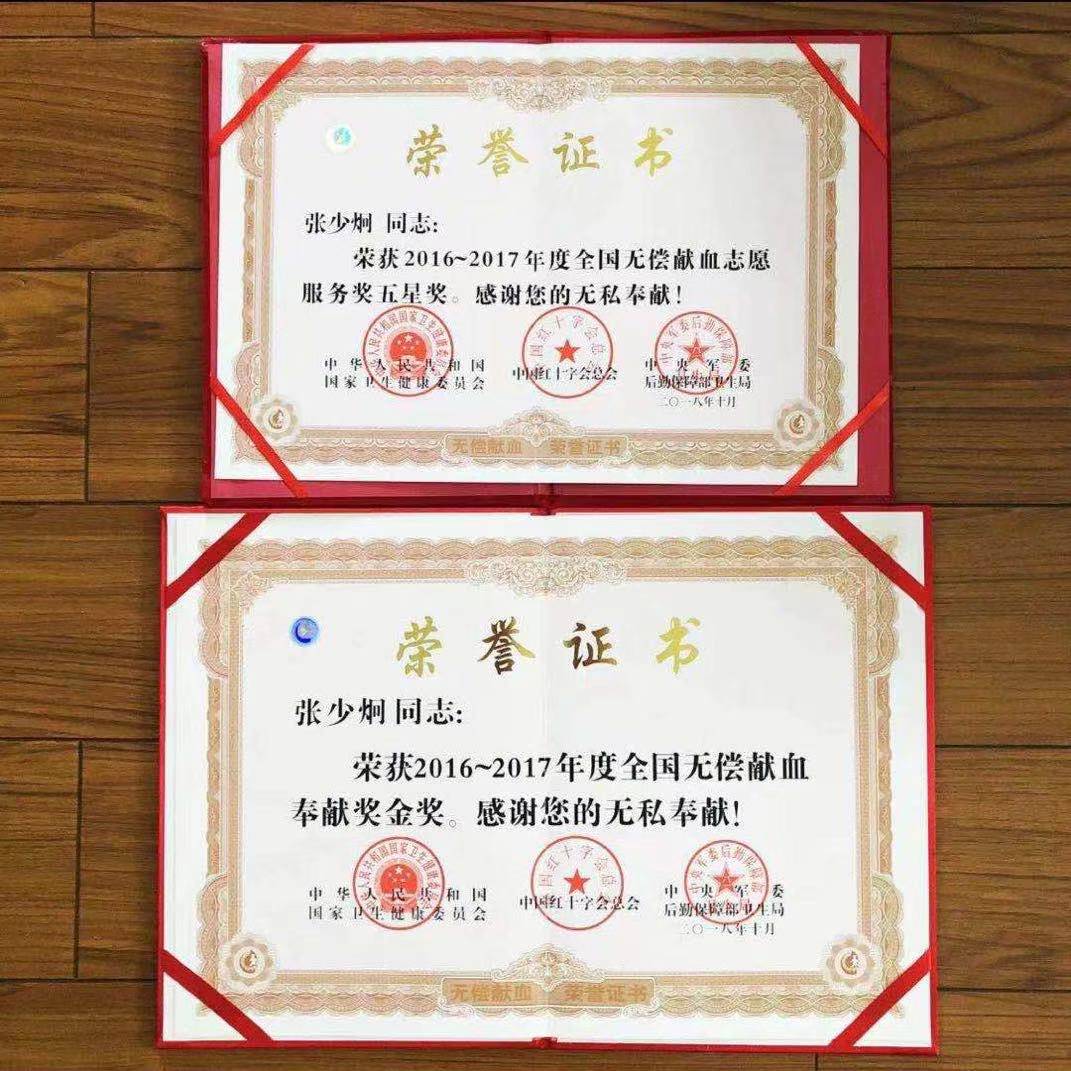 荣誉证书
张少炯 同志:
荣获2016~2017年度全国无偿献血志愿
服务奖五星奖。感谢您的无私奉献!
中华人民共和国
国家卫生健康委员会
中国红十字会总会
中央军委
后勤保障部卫生局
二〇一八年十月
无偿献血 荣誉证书
荣誉证书
张少炯同志:
荣获2016~2017年度全国无偿献血
奉献奖金奖。感谢您的无私奉献!
中华人民共和国
国家卫生健康委员会
中国红十字会总会
中央军委
后勤保障部卫生局
二〇一八年十月
无偿献血 荣誉证书